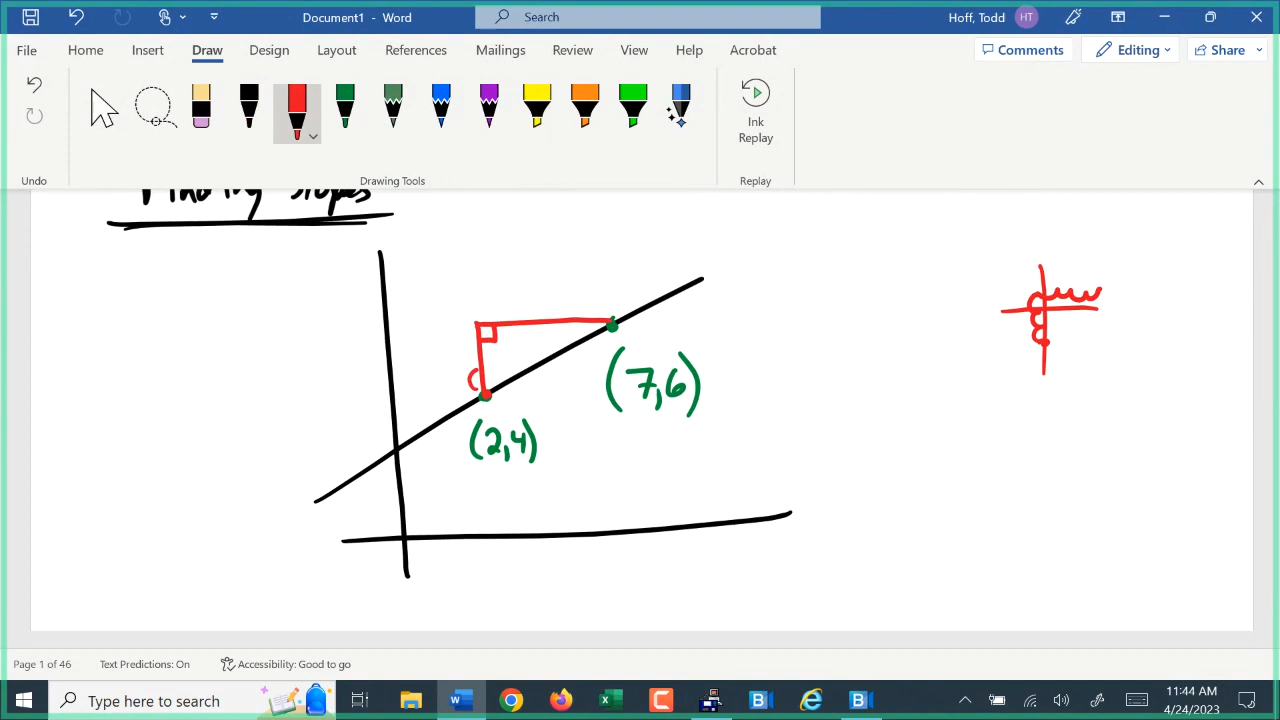 Document1 - Word
Search
Hoff, Todd
HT
File Home Insert Draw Design Layout References Mailings Review View Help Acrobat
Comments Editing Share
Ink
Replay
Undo
Drawing Tools
Replay
Finding slopes
(7,6)
(2,4)
Page 1 of 46 Text Predictions: On Accessibility: Good to go
Type here to search
11:44 AM
4/24/2023